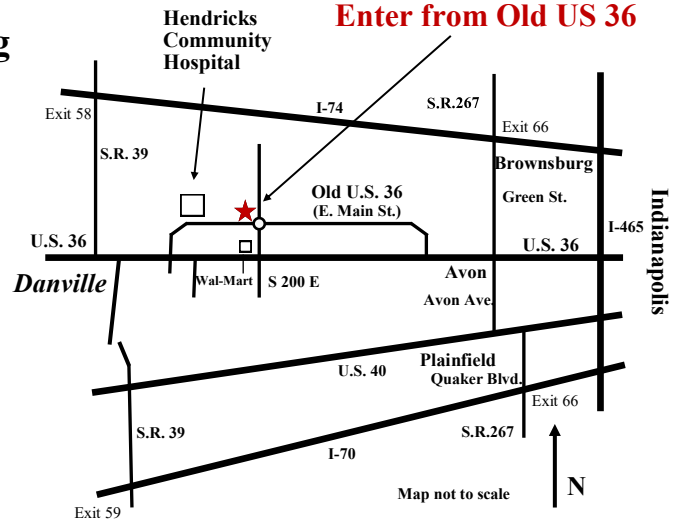 g
Hendricks
Community
Hospital
Enter from Old US 36
Exit 58
I-74
S.R.267
Exit 66
S.R. 39
Brownsburg
Old U.S. 36
(E. Main St.)
Green St.
Indianapolis
I-465
U.S. 36
U.S. 36
Danville
Wal-Mart
S 200 E
Avon
Avon Ave.
Plainfield
Quaker Blvd.
U.S. 40
Exit 66
S.R. 39
S.R.267
I-70
Map not to scale
N
Exit 59